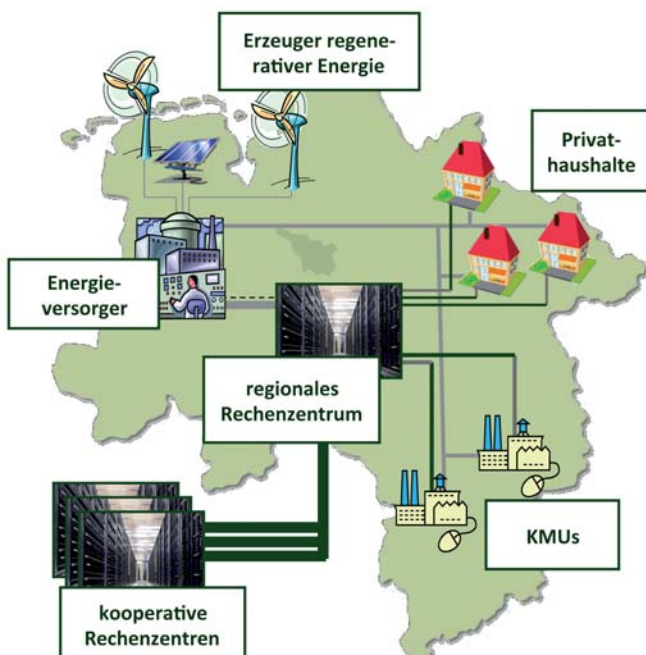 Erzeuger regene-
rativer Energie
Privat-
haushalte
Energie-
versorger
regionales
Rechenzentrum
KMUs
kooperative
Rechenzentren